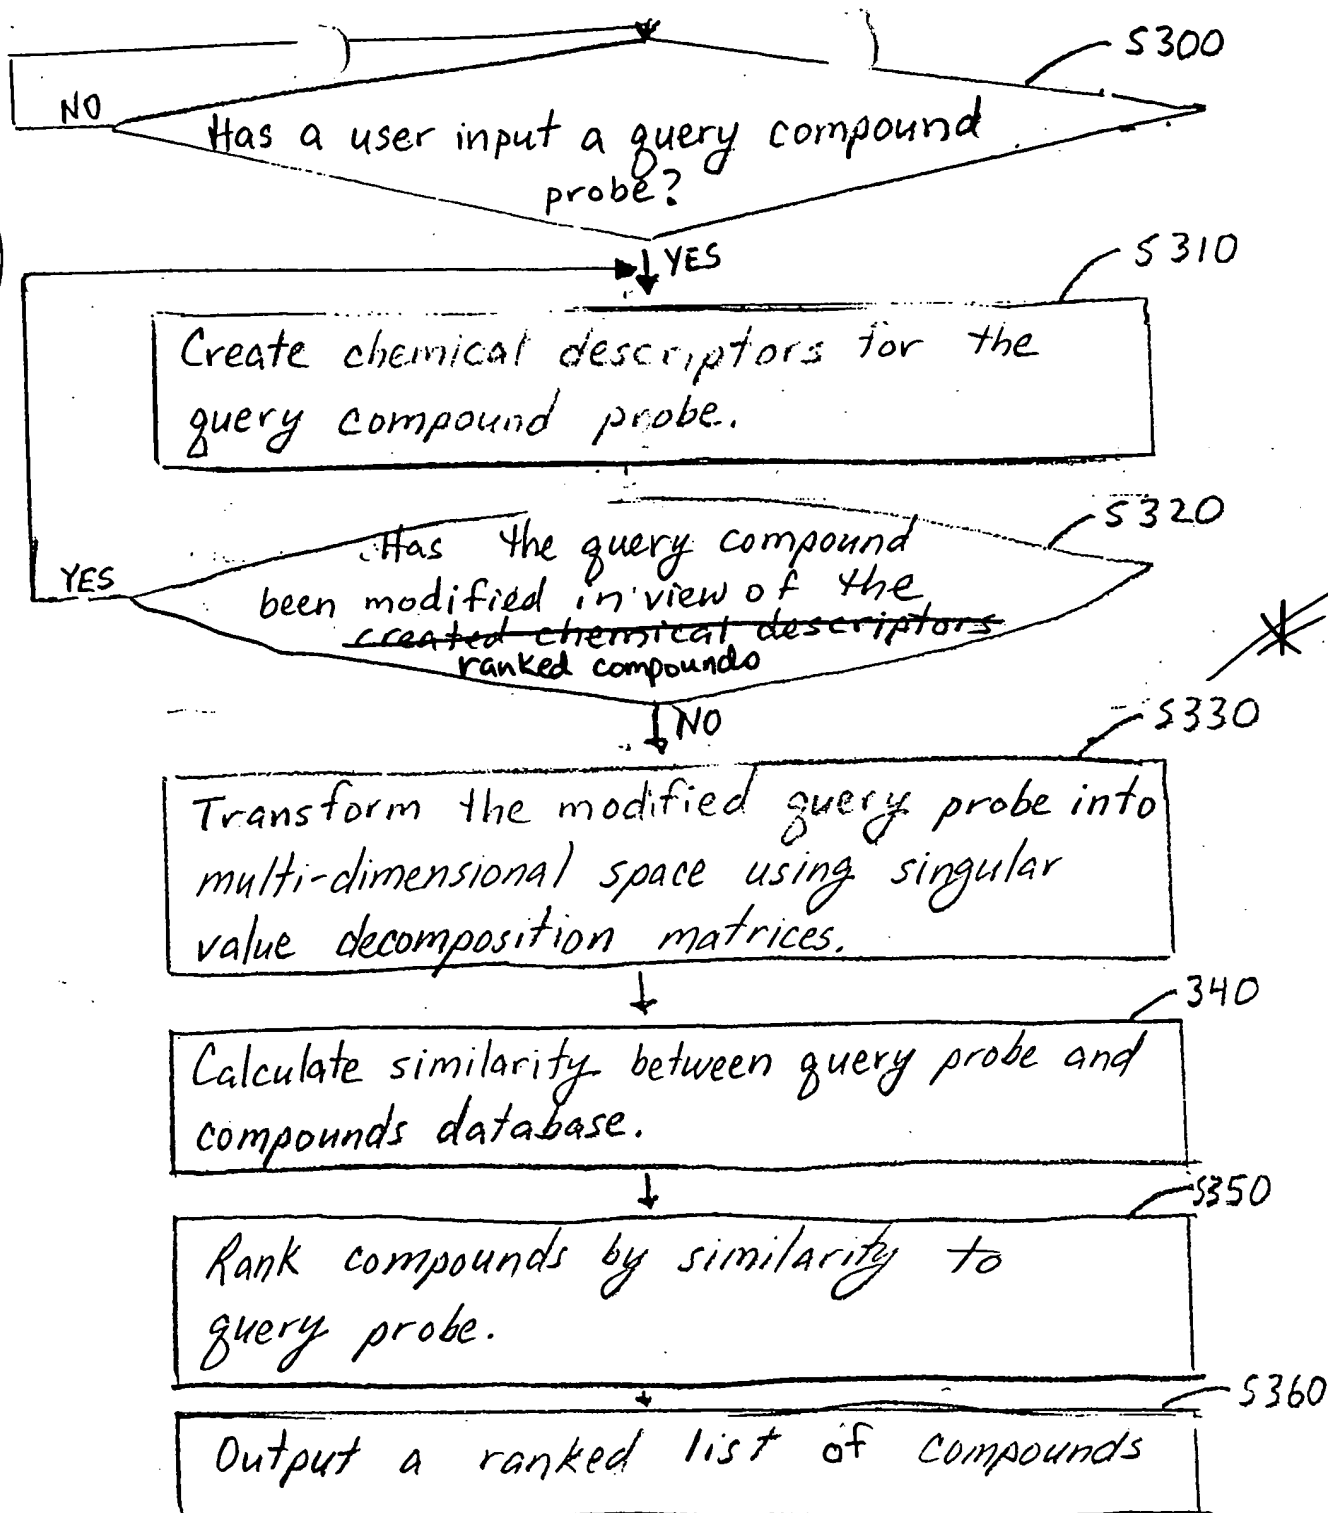 S300
NO
Has a user input a query compound
probe?
YES
S310
Create chemical descriptors for the
query compound probe.
S320
Has the query compound
YES
been modified in view of the
created chemical descriptors
ranked compounds
NO
S330
Transform the modified query probe into
multi-dimensional space using singular
value decomposition matrices.
340
Calculate similarity between query probe and
compounds database.
S350
Rank compounds by similarity to
query probe.
S360
Output a ranked list of compounds